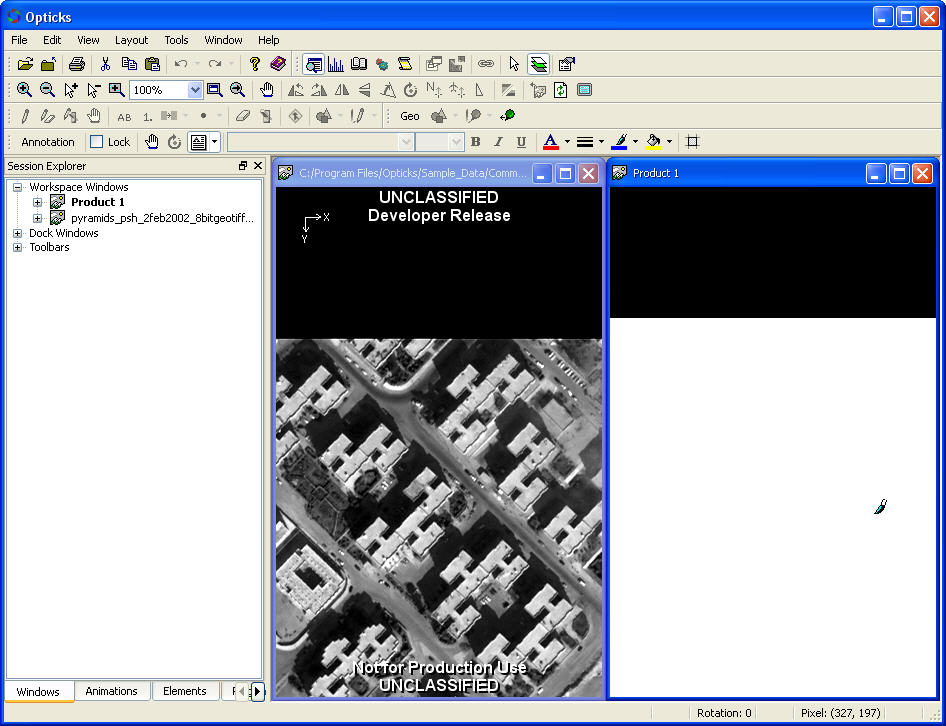 Opticks
File Edit View Layout Tools Window Help
100%
N
AB 1. Geo
Annotation Lock B I U A
Session Explorer
Workspace Windows
Product 1
pyramids_psh_2feb2002_8bitgeotiff...
Dock Windows
Toolbars
Windows Animations Elements
C:/Program Files/Opticks/Sample_Data/Comm...
UNCLASSIFIED
Developer Release
X
Y
Not for Production Use
UNCLASSIFIED
Product 1
Rotation: 0 Pixel: (327, 197)